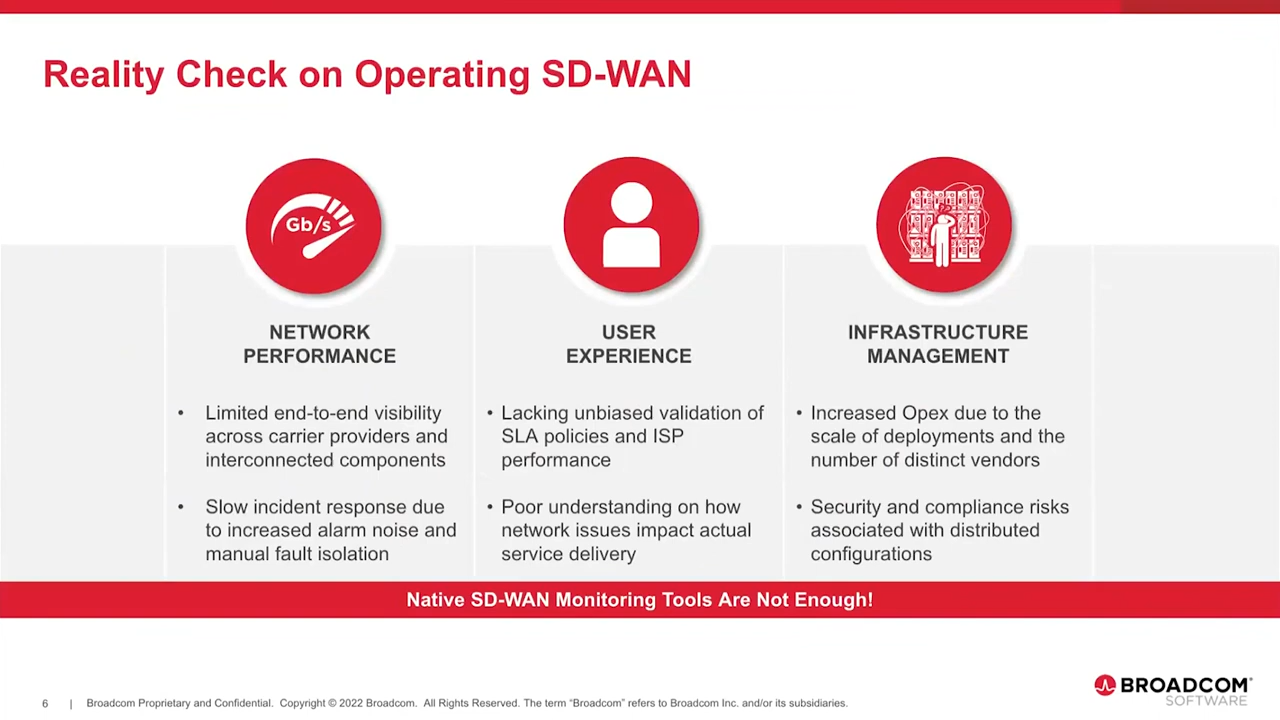 Reality Check on Operating SD-WAN
Gb/s
NETWORK
PERFORMANCE
• Limited end-to-end visibility
across carrier providers and
interconnected components
• Slow incident response due
to increased alarm noise and
manual fault isolation
USER
EXPERIENCE
• Lacking unbiased validation of
SLA policies and ISP
performance
• Poor understanding on how
network issues impact actual
service delivery
INFRASTRUCTURE
MANAGEMENT
• Increased Opex due to the
scale of deployments and the
number of distinct vendors
• Security and compliance risks
associated with distributed
configurations
Native SD-WAN Monitoring Tools Are Not Enough!
6 | Broadcom Proprietary and Confidential. Copyright © 2022 Broadcom. All Rights Reserved. The term “Broadcom” refers to Broadcom Inc. and/or its subsidiaries.
BROADCOM®
SOFTWARE